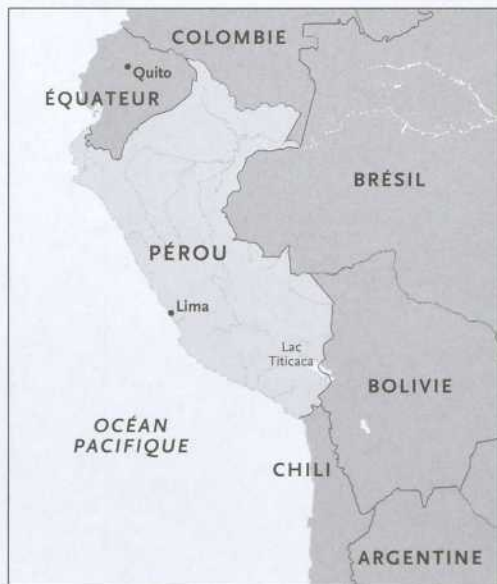 COLOMBIE
Quito
ÉQUATEUR
BRÉSIL
PÉROU
Lima
Lac
Titicaca
BOLIVIE
OCÉAN
PACIFIQUE
CHILI
ARGENTINE